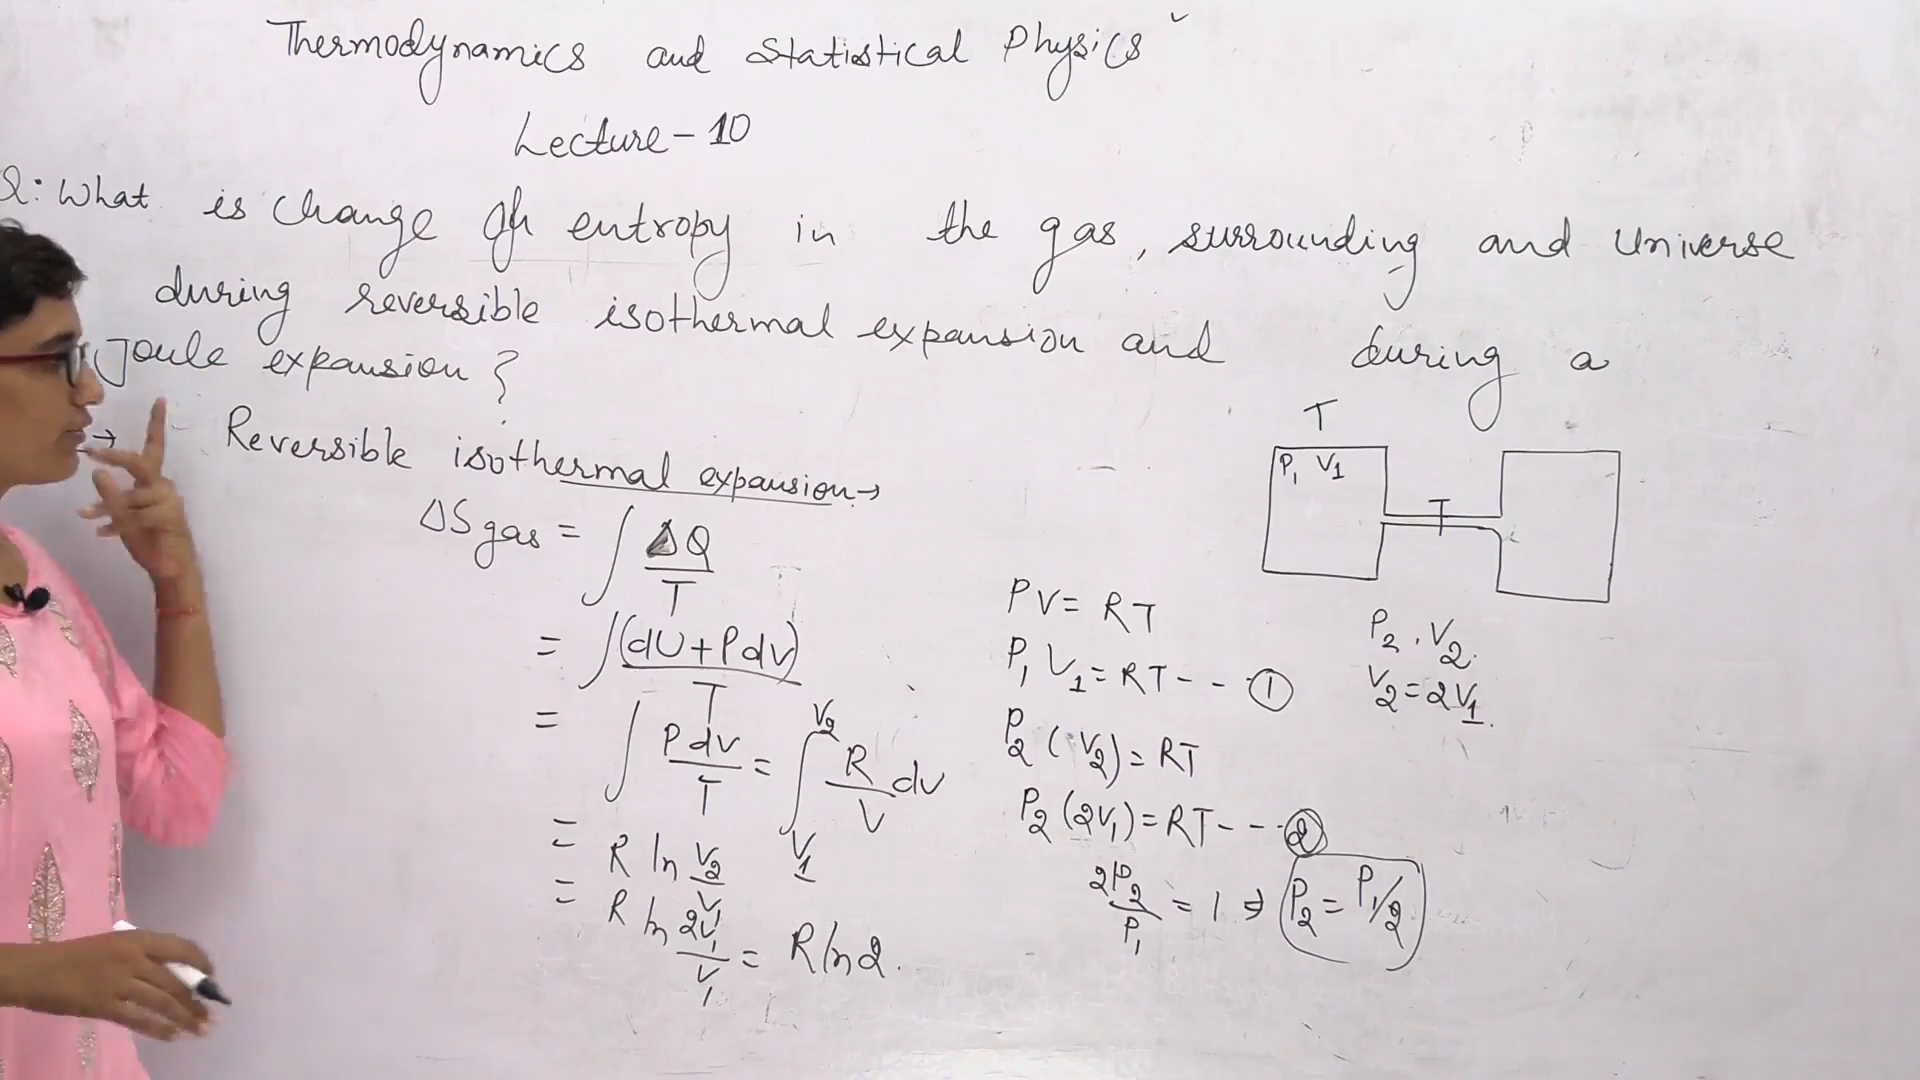 Thermodynamics and Statistical Physics
Lecture - 10
Q: What is change of entropy in the gas, surrounding and Universe
during reversible isothermal expansion and during a
Joule expansion ?
→ Reversible isothermal expansion →
ΔS gas = ∫ ΔQ / T
= ∫ (dU + Pdv) / T
= ∫ Pdv / T = ∫_{V1}^{V2} R / V dv
= R ln V2 / V1
= R ln 2V1 / V1 = R ln 2.
T
P1 V1
P2 , V2.
V2 = 2V1.
PV = RT
P1 V1 = RT - - ①
P2 ( V2) = RT
P2 (2V1) = RT - - - ②
2P2 / P1 = 1 ⇒ P2 = P1/2